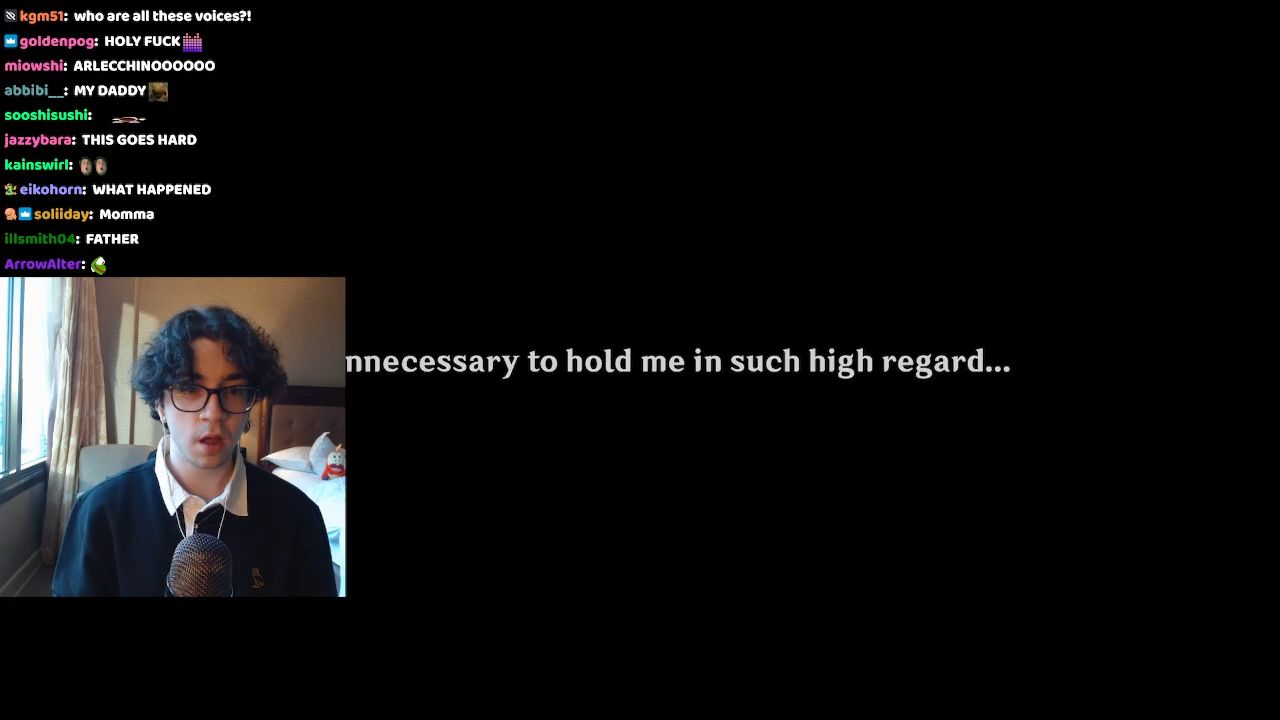 kgm51: who are all these voices?!
goldenpog: HOLY FUCK
miowshi: ARLECCHINOOOOOO
abbibi__: MY DADDY
sooshisushi:
jazzybara: THIS GOES HARD
kainswirl:
eikohorn: WHAT HAPPENED
soliiday: Momma
illsmith04: FATHER
ArrowAlter:
nnecessary to hold me in such high regard...